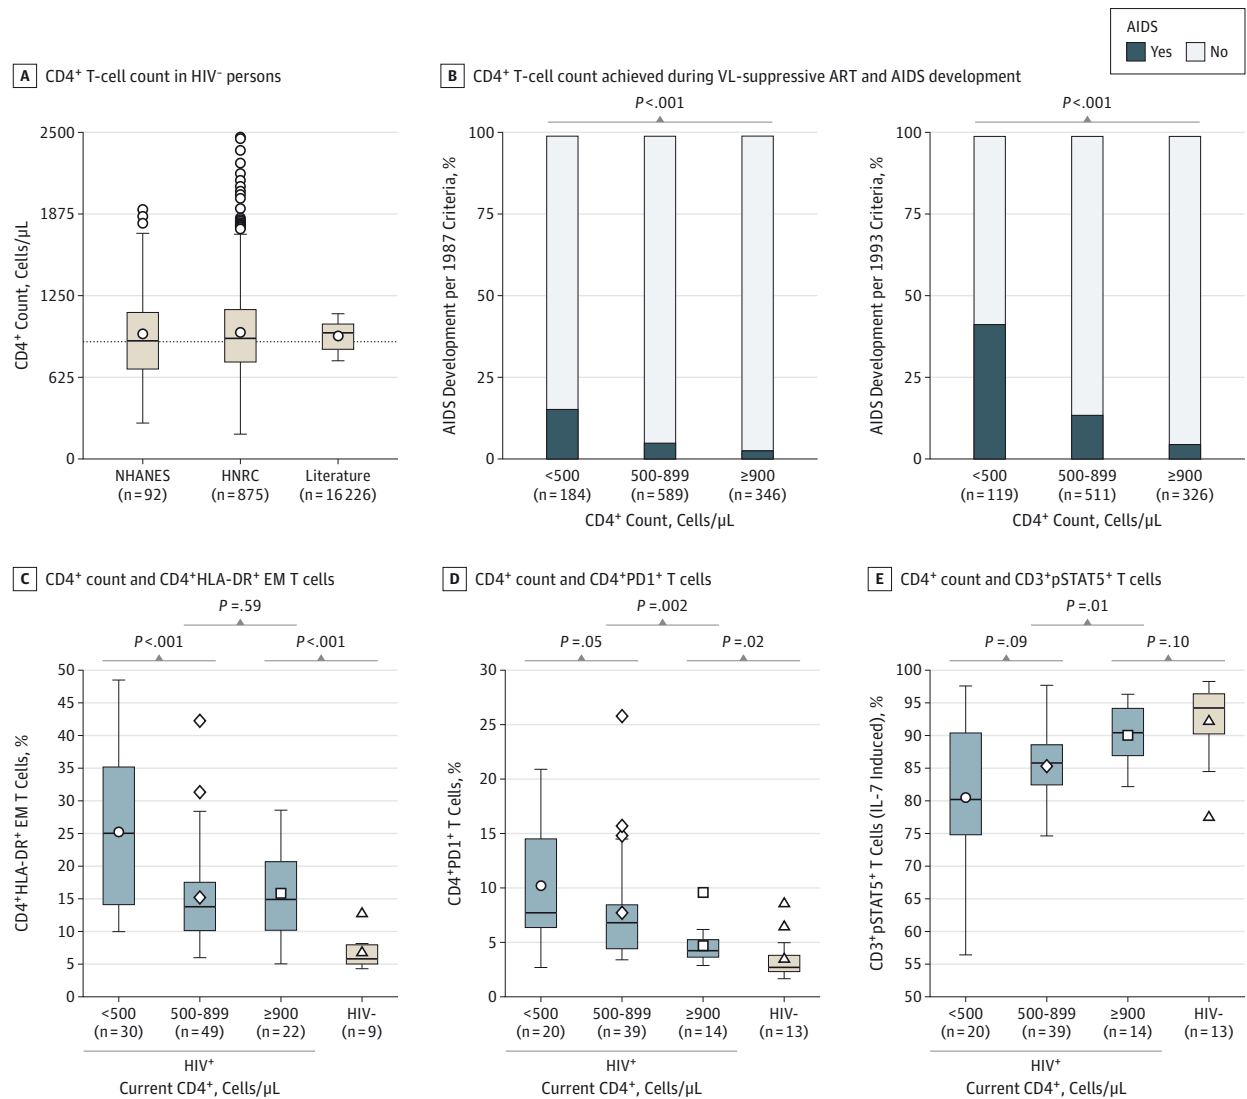 AIDS
Yes No
A CD4⁺ T-cell count in HIV⁻ persons
B CD4⁺ T-cell count achieved during VL-suppressive ART and AIDS development
CD4⁺ Count, Cells/μL
2500
1875
1250
625
0
NHANES HNRC Literature
(n=92) (n=875) (n=16 226)
P<.001
AIDS Development per 1987 Criteria, %
100
75
50
25
0
<500 500-899 ≥900
(n=184) (n=589) (n=346)
CD4⁺ Count, Cells/μL
P<.001
AIDS Development per 1993 Criteria, %
100
75
50
25
0
<500 500-899 ≥900
(n=119) (n=511) (n=326)
CD4⁺ Count, Cells/μL
C CD4⁺ count and CD4⁺HLA-DR⁺ EM T cells
P=.59
P<.001 P<.001
CD4⁺HLA-DR⁺ EM T Cells, %
50
45
40
35
30
25
20
15
10
5
0
<500 500-899 ≥900 HIV-
(n=30) (n=49) (n=22) (n=9)
HIV⁺
Current CD4⁺, Cells/μL
D CD4⁺ count and CD4⁺PD1⁺ T cells
P=.002
P=.05 P=.02
CD4⁺PD1⁺ T Cells, %
30
25
20
15
10
5
0
<500 500-899 ≥900 HIV-
(n=20) (n=39) (n=14) (n=13)
HIV⁺
Current CD4⁺, Cells/μL
E CD4⁺ count and CD3⁺pSTAT5⁺ T cells
P=.01
P=.09 P=.10
CD3⁺pSTAT5⁺ T Cells (IL-7 Induced), %
100
95
90
85
80
75
70
65
60
55
50
<500 500-899 ≥900 HIV-
(n=20) (n=39) (n=14) (n=13)
HIV⁺
Current CD4⁺, Cells/μL